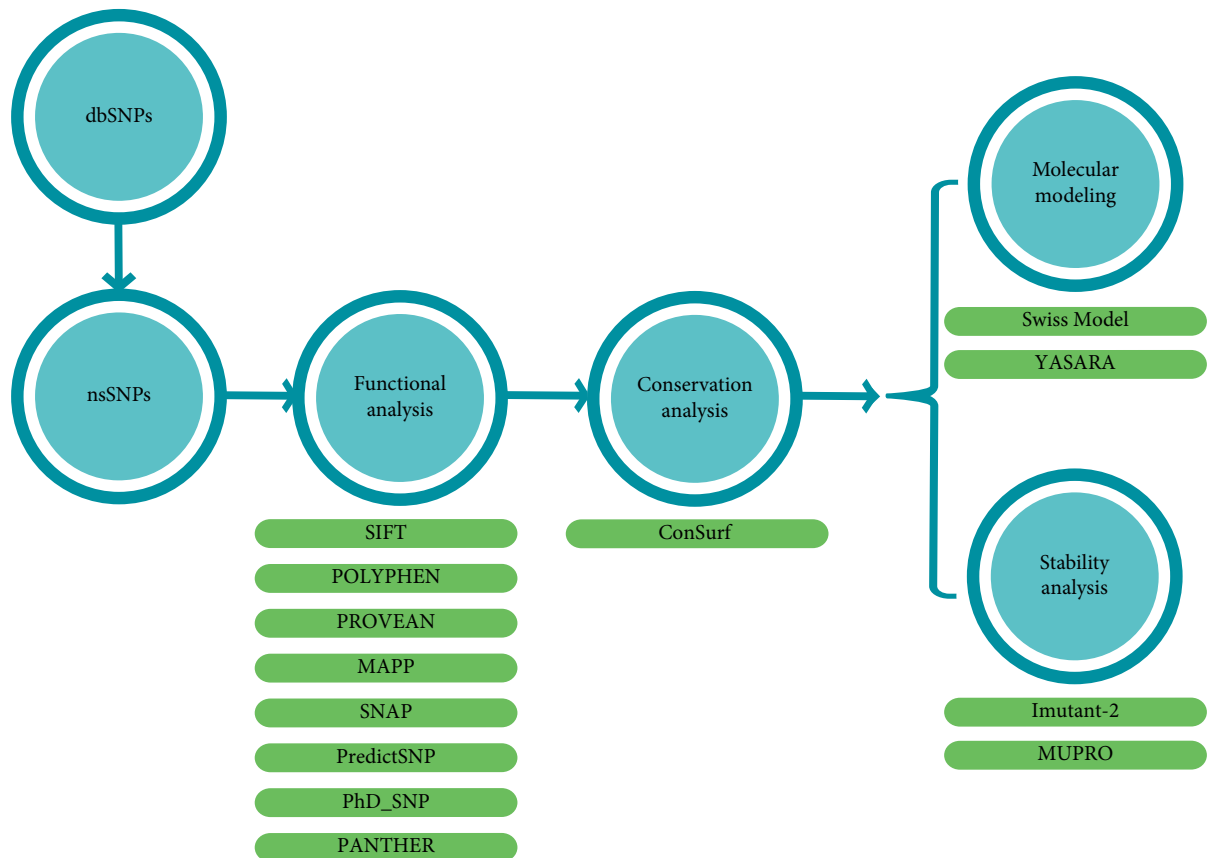 dbSNPs
nsSNPs
Functional
analysis
SIFT
POLYPHEN
PROVEAN
MAPP
SNAP
PredictSNP
PhD_SNP
PANTHER
Conservation
analysis
ConSurf
Molecular
modeling
Swiss Model
YASARA
Stability
analysis
Imutant-2
MUPRO